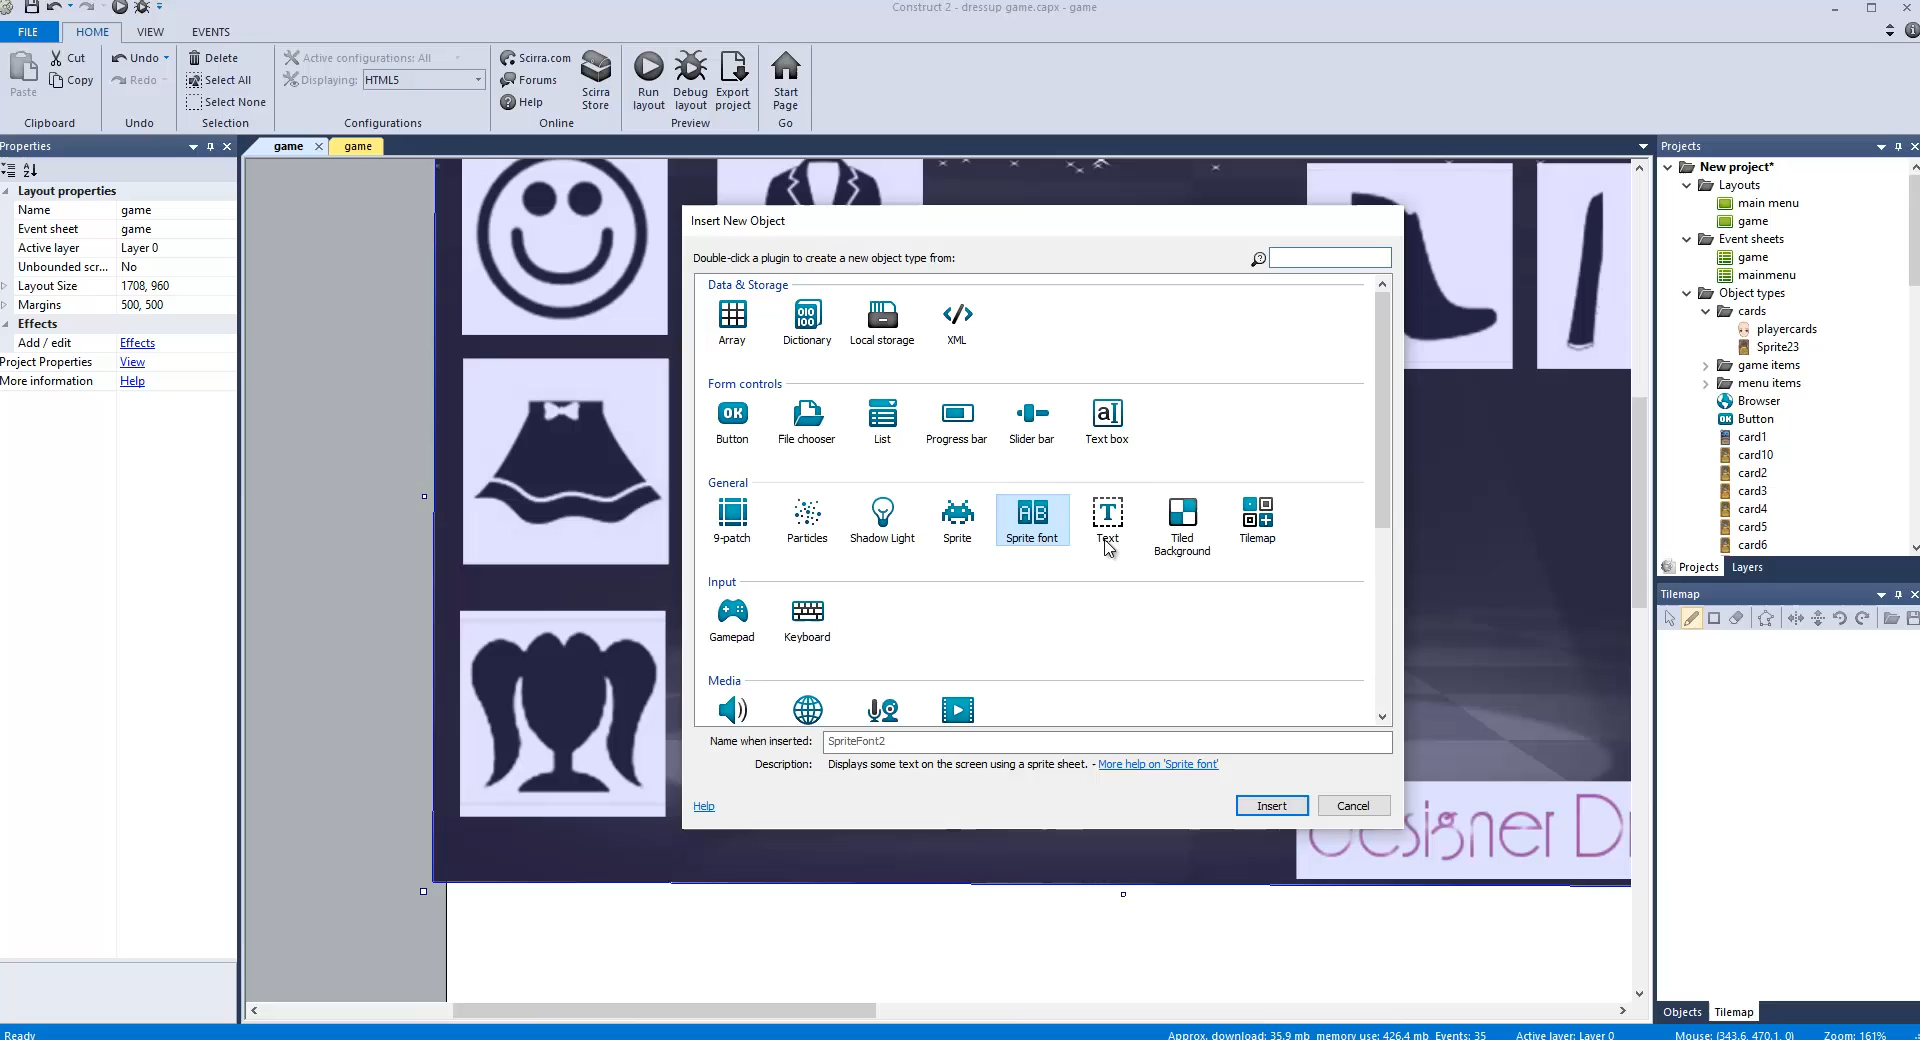 Construct 2 - dressup game.capx - game
FILE
HOME
VIEW
EVENTS
Paste
Cut
Copy
Clipboard
Undo
Redo
Undo
Delete
Select All
Select None
Selection
Active configurations: All
Displaying:
HTML5
Configurations
Scirra.com
Forums
Help
Scirra
Store
Online
Run
layout
Debug
layout
Export
project
Preview
Start
Page
Go
Properties
Layout properties
Name
game
Event sheet
game
Active layer
Layer 0
Unbounded scr...
No
Layout Size
1708, 960
Margins
500, 500
Effects
Add / edit
Effects
Project Properties
View
More information
Help
game
game
Insert New Object
Double-click a plugin to create a new object type from:
Data & Storage
Array
Dictionary
Local storage
XML
Form controls
OK
Button
File chooser
List
Progress bar
Slider bar
aI
Text box
General
9-patch
Particles
Shadow Light
Sprite
AB
Sprite font
T
Text
Tiled
Background
Tilemap
Input
Gamepad
Keyboard
Media
Name when inserted:
SpriteFont2
Description:
Displays some text on the screen using a sprite sheet. - More help on 'Sprite font'
Help
Insert
Cancel
Designer Dr
Projects
New project*
Layouts
main menu
game
Event sheets
game
mainmenu
Object types
cards
playercards
Sprite23
game items
menu items
Browser
OK
Button
card1
card10
card2
card3
card4
card5
card6
Projects
Layers
Tilemap
Objects
Tilemap
Ready
Approx. download: 35.9 mb memory use: 426.4 mb Events: 35
Active layer: Layer 0
Mouse: (343.6, 470.1, 0)
Zoom: 161%